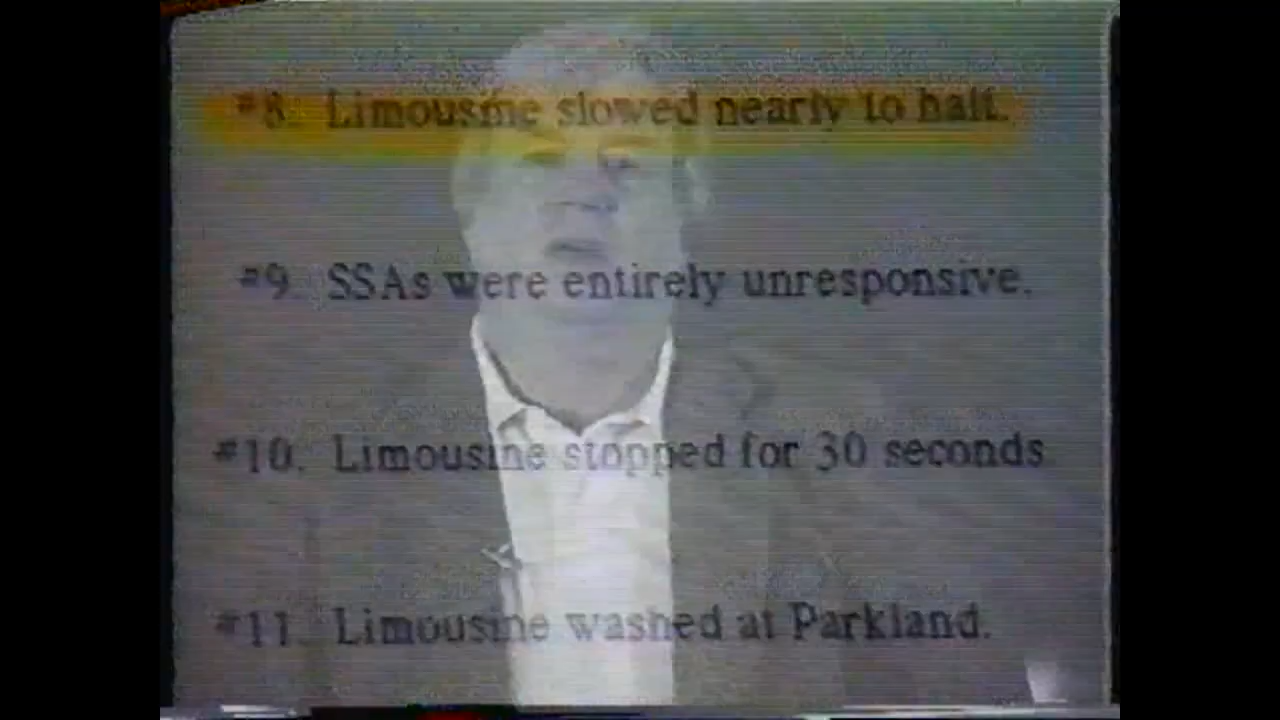 #8. Limousine slowed nearly to halt.
#9. SSAs were entirely unresponsive.
#10. Limousine stopped for 30 seconds
#11. Limousine washed at Parkland.